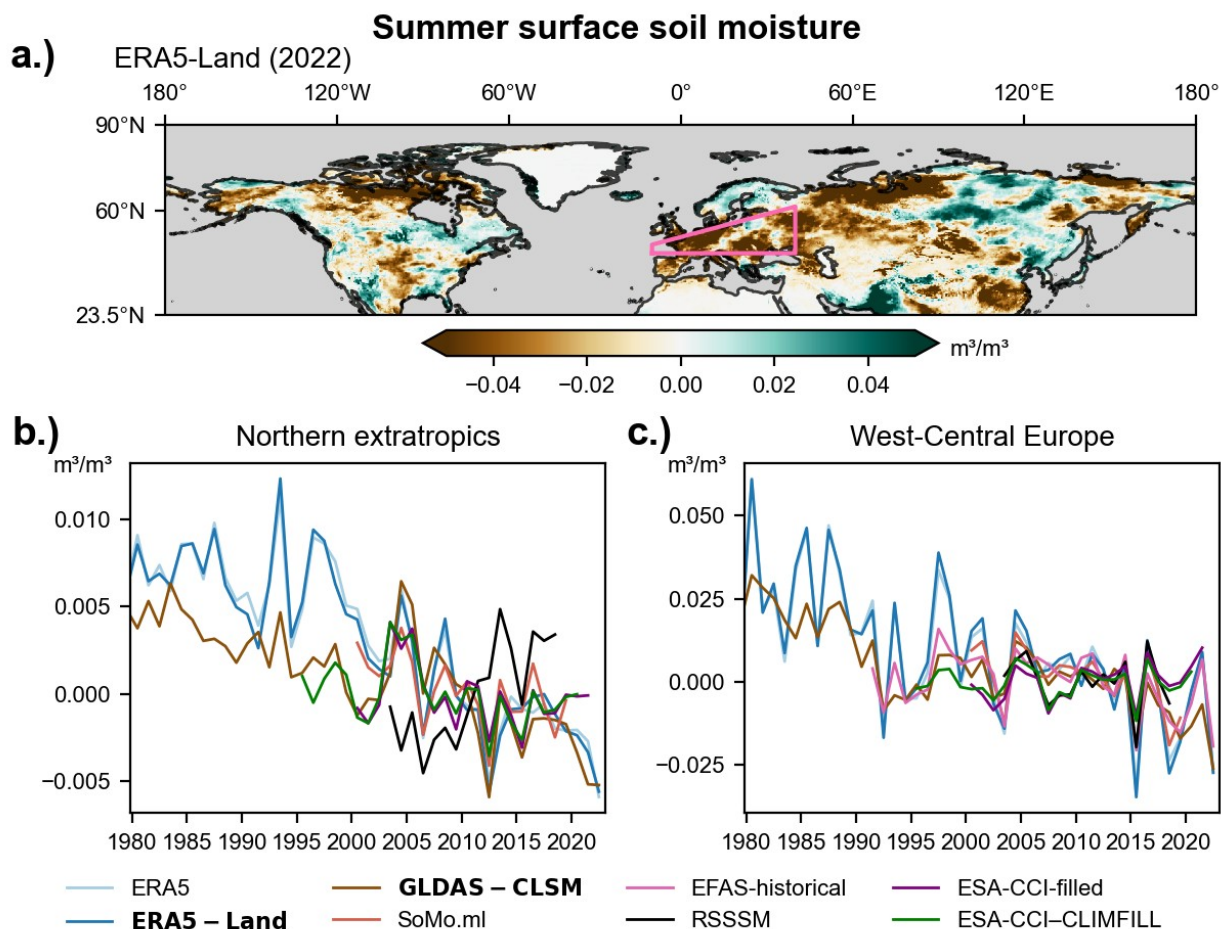 Summer surface soil moisture
a.)
ERA5-Land (2022)
180° 120°W 60°W 0° 60°E 120°E 180°
90°N
60°N
23.5°N
m³/m³
−0.04 −0.02 0.00 0.02 0.04
b.) Northern extratropics
m³/m³
0.010
0.005
0.000
−0.005
1980 1985 1990 1995 2000 2005 2010 2015 2020
c.) West-Central Europe
m³/m³
0.050
0.025
0.000
−0.025
1980 1985 1990 1995 2000 2005 2010 2015 2020
ERA5
ERA5 − Land
GLDAS − CLSM
SoMo.ml
EFAS-historical
RSSSM
ESA-CCI-filled
ESA-CCI–CLIMFILL